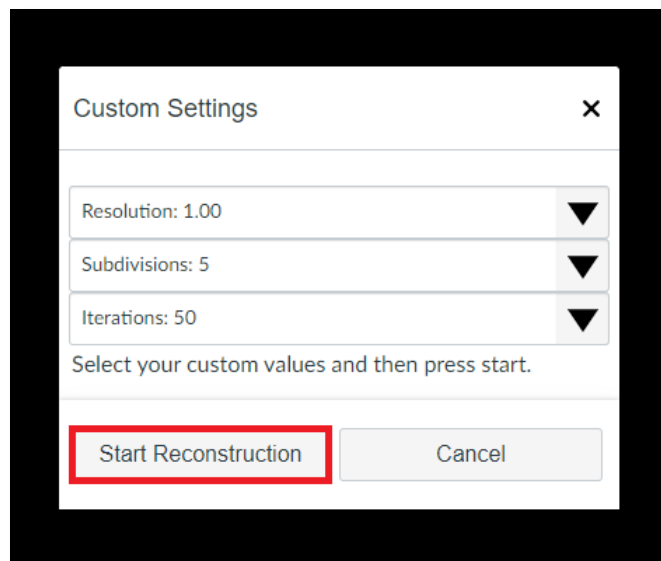 Custom Settings
Resolution: 1.00
Subdivisions: 5
Iterations: 50
Select your custom values and then press start.
Start Reconstruction
Cancel